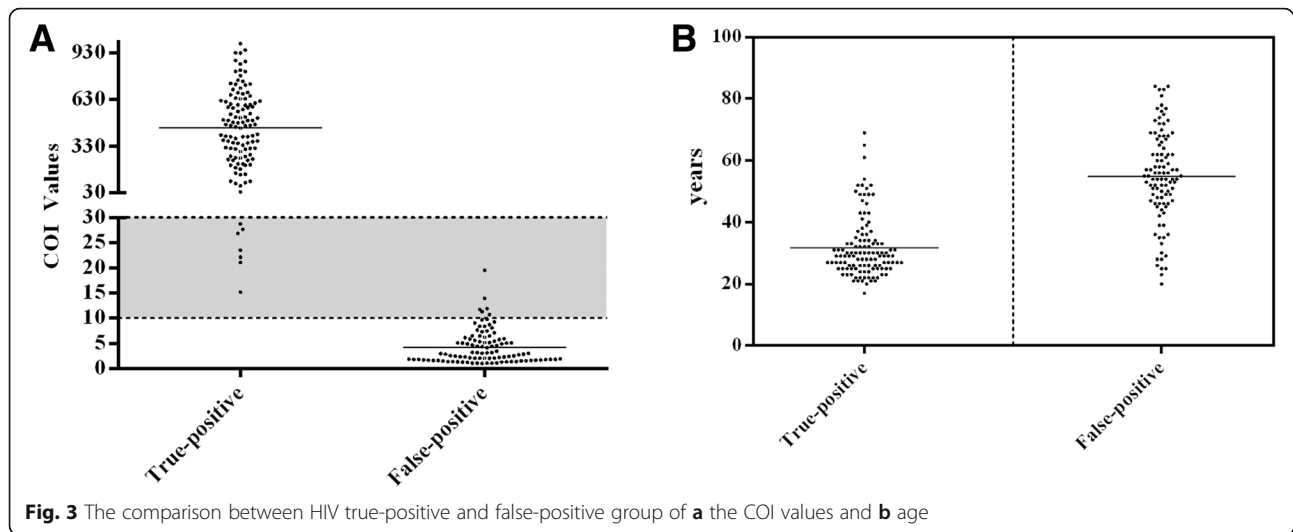 A
930
630
330
30
30
25
20
15
10
5
0
COI Values
True-positive
False-positive
B
100
80
60
40
20
0
years
True-positive
False-positive
Fig. 3 The comparison between HIV true-positive and false-positive group of a the COI values and b age